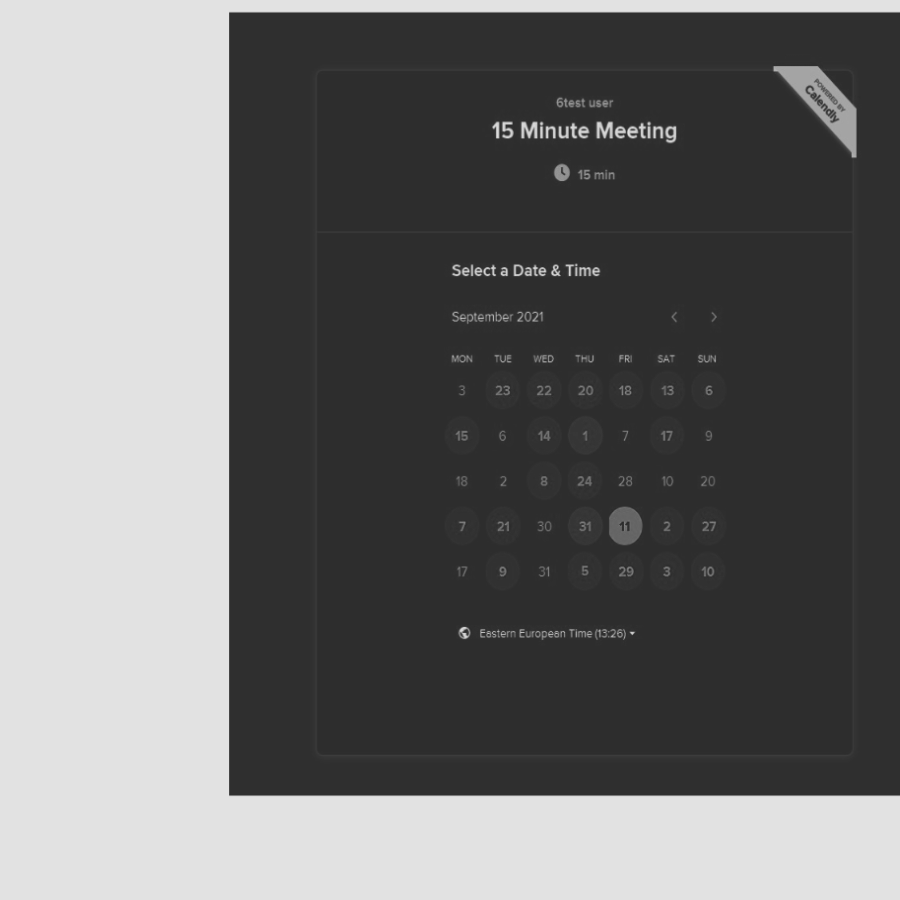 POWERED BY
Calendly
6test user
15 Minute Meeting
15 min
Select a Date & Time
September 2021
MON TUE WED THU FRI SAT SUN
3 23 22 20 18 13 6
15 6 14 1 7 17 9
18 2 8 24 28 10 20
7 21 30 31 11 2 27
17 9 31 5 29 3 10
Eastern European Time (13:26)